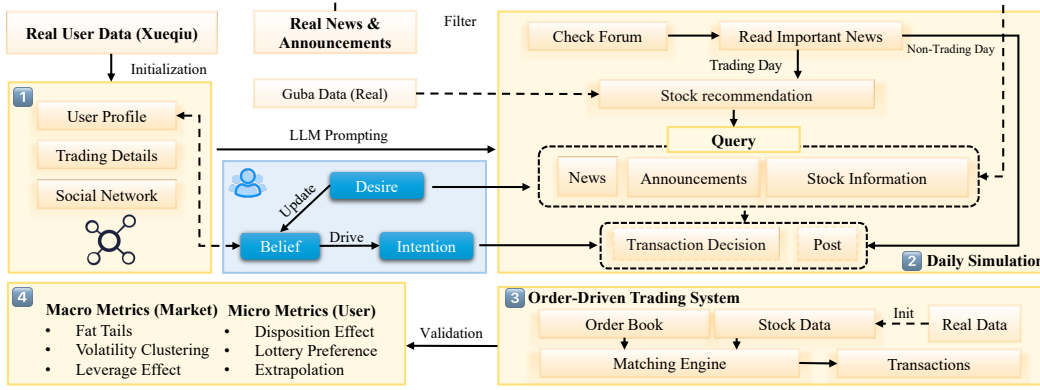 Real User Data (Xueqiu)
Initialization
1
User Profile
Trading Details
Social Network
Real News &
Announcements
Filter
Guba Data (Real)
LLM Prompting
Desire
Update
Belief
Drive
Intention
Check Forum
Read Important News
Non-Trading Day
Trading Day
Stock recommendation
Query
News
Announcements
Stock Information
Transaction Decision
Post
2 Daily Simulation
4
Macro Metrics (Market)
• Fat Tails
• Volatility Clustering
• Leverage Effect
Micro Metrics (User)
• Disposition Effect
• Lottery Preference
• Extrapolation
Validation
3 Order-Driven Trading System
Order Book
Stock Data
Init
Real Data
Matching Engine
Transactions